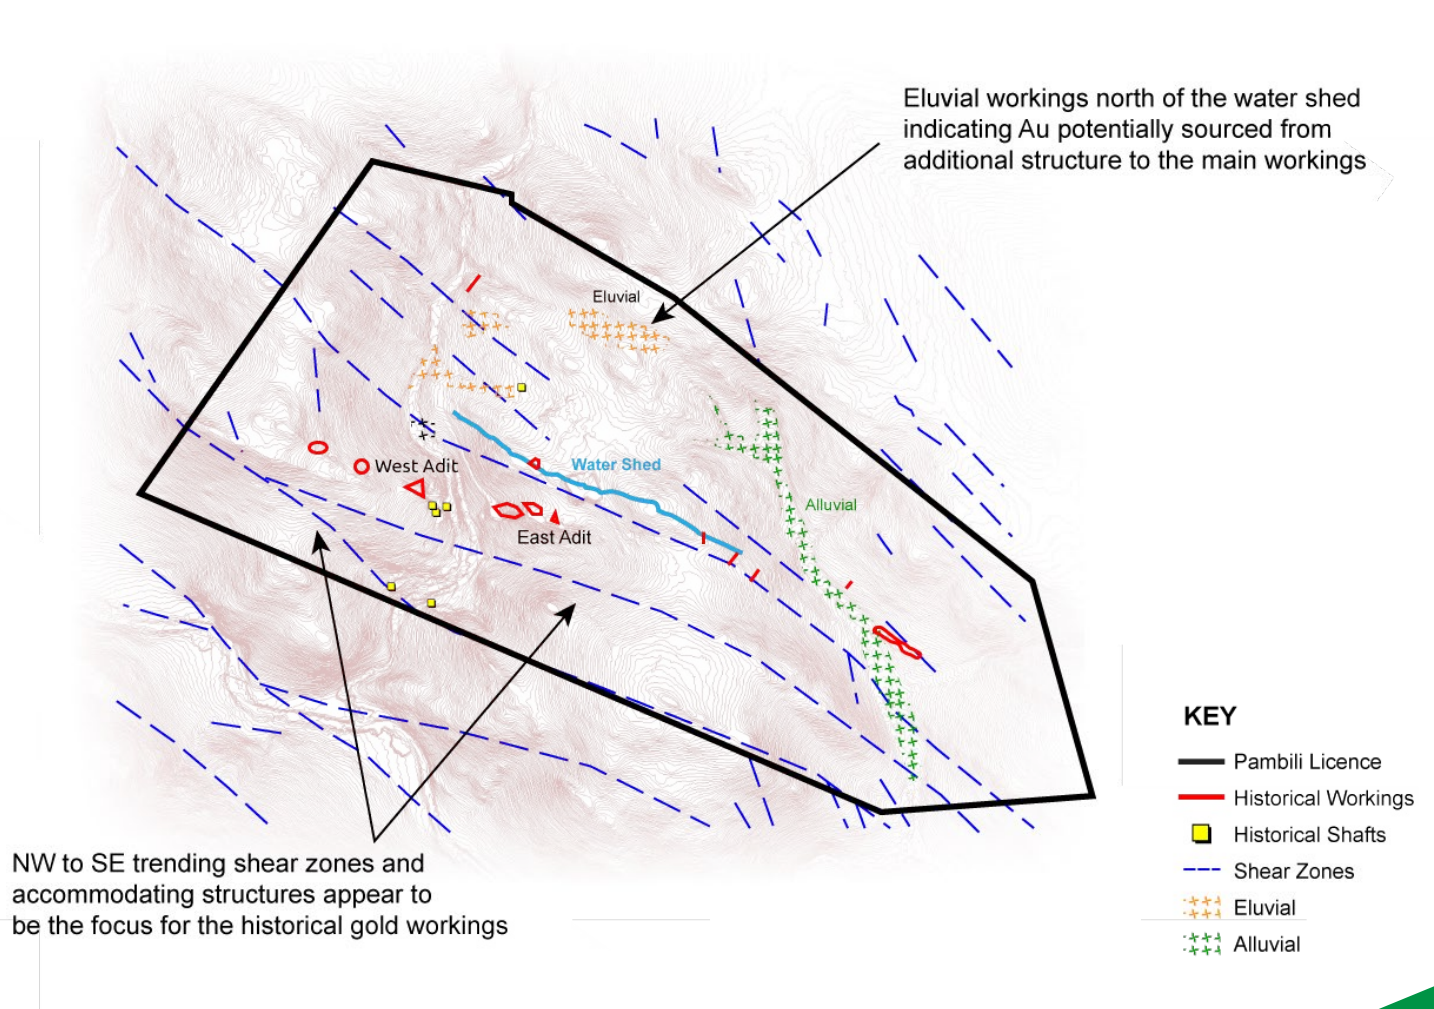 Eluvial workings north of the water shed
indicating Au potentially sourced from
additional structure to the main workings
Eluvial
West Adit
Water Shed
Alluvial
East Adit
NW to SE trending shear zones and
accommodating structures appear to
be the focus for the historical gold workings
KEY
Pambili Licence
Historical Workings
Historical Shafts
Shear Zones
Eluvial
Alluvial